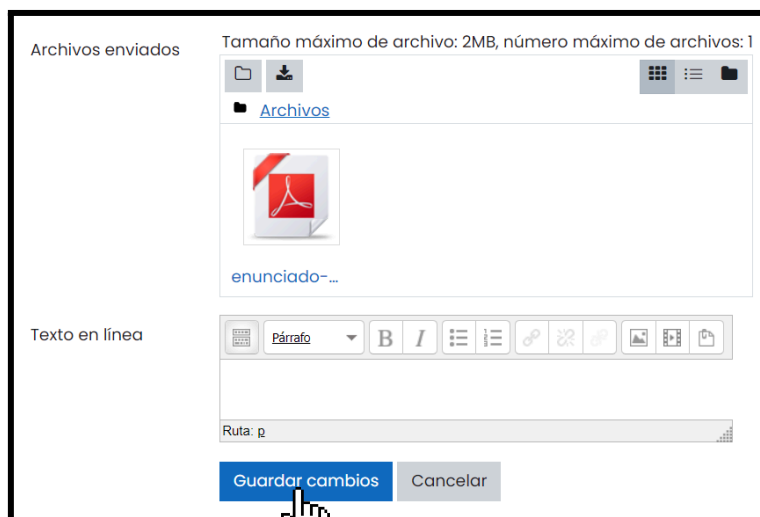 Archivos enviados
Tamaño máximo de archivo: 2MB, número máximo de archivos: 1
Archivos
enunciado-...
Texto en línea
Párrafo
B I
Ruta: p
Guardar cambios
Cancelar